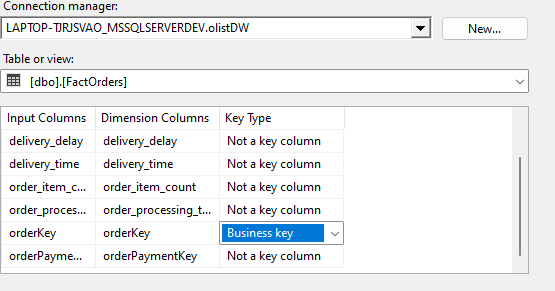 Connection manager:
LAPTOP-TJRJSVAO_MSSQLSERVERDEV.olistDW
New...
Table or view:
[dbo].[FactOrders]
Input Columns Dimension Columns Key Type
delivery_delay delivery_delay Not a key column
delivery_time delivery_time Not a key column
order_item_c... order_item_count Not a key column
order_proces... order_processing_t... Not a key column
orderKey orderKey Business key
orderPayme... orderPaymentKey Not a key column